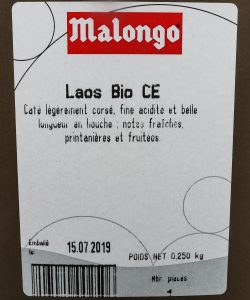 Malongo
Laos Bio CE
Café légèrement corsé, fine acidité et belle
longueur en bouche ; notes fraîches,
printanières et fruitées.
Emballé
le:
15.07.2019
POIDS NET 0,250 kg
Nbr. pièces